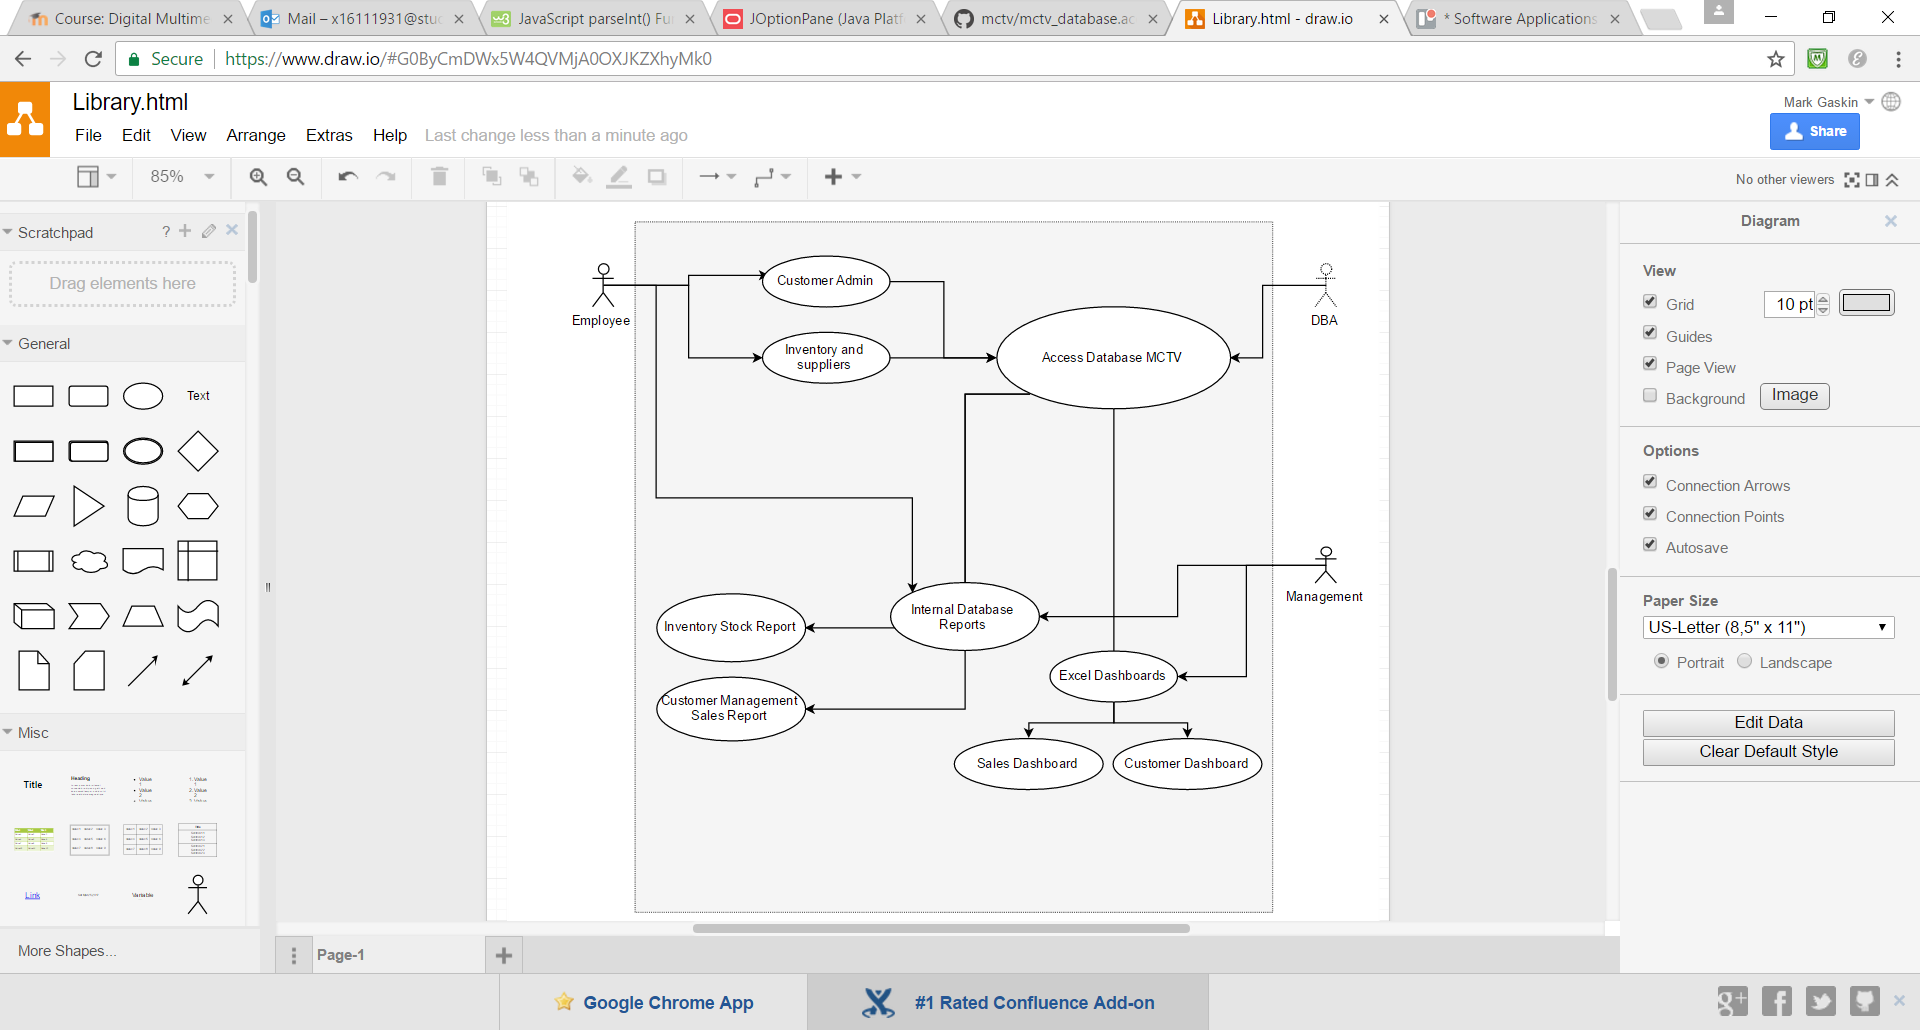 Course: Digital Multime
Mail – x16111931@stu
JavaScript parseInt() Fu
JOptionPane (Java Platf
mctv/mctv_database.ac
Library.html - draw.io
* Software Applications
Secure https://www.draw.io/#G0ByCmDWx5W4QVMjA0OXJKZXhyMk0
Library.html
Mark Gaskin
File Edit View Arrange Extras Help Last change less than a minute ago
Share
85%
No other viewers
Scratchpad ?
Drag elements here
General
Text
Misc
Title
Heading
Link
Variable
More Shapes...
Employee
Customer Admin
Inventory and
suppliers
Access Database MCTV
DBA
Management
Internal Database
Reports
Inventory Stock Report
Customer Management
Sales Report
Excel Dashboards
Sales Dashboard
Customer Dashboard
Diagram
View
Grid 10 pt
Guides
Page View
Background Image
Options
Connection Arrows
Connection Points
Autosave
Paper Size
US-Letter (8,5" x 11")
Portrait Landscape
Edit Data
Clear Default Style
Page-1
Google Chrome App
#1 Rated Confluence Add-on